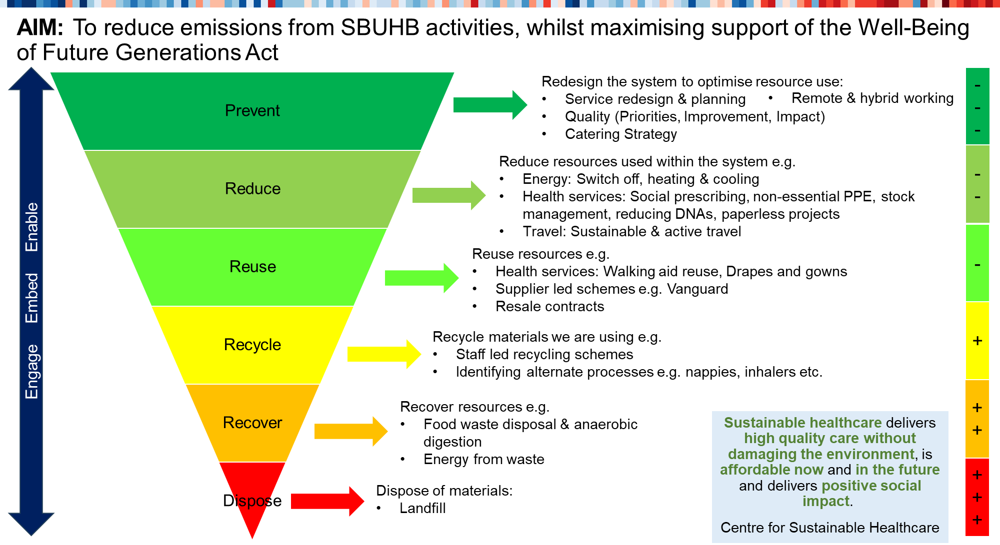 AIM: To reduce emissions from SBUHB activities, whilst maximising support of the Well-Being
of Future Generations Act
Engage Embed Enable
Prevent
Redesign the system to optimise resource use:
• Service redesign & planning • Remote & hybrid working
• Quality (Priorities, Improvement, Impact)
• Catering Strategy
-
-
-
Reduce
Reduce resources used within the system e.g.
• Energy: Switch off, heating & cooling
• Health services: Social prescribing, non-essential PPE, stock
management, reducing DNAs, paperless projects
• Travel: Sustainable & active travel
-
-
Reuse
Reuse resources e.g.
• Health services: Walking aid reuse, Drapes and gowns
• Supplier led schemes e.g. Vanguard
• Resale contracts
-
Recycle
Recycle materials we are using e.g.
• Staff led recycling schemes
• Identifying alternate processes e.g. nappies, inhalers etc.
+
Recover
Recover resources e.g.
• Food waste disposal & anaerobic
digestion
• Energy from waste
+
+
Dispose
Dispose of materials:
• Landfill
+
+
+
Sustainable healthcare delivers
high quality care without
damaging the environment, is
affordable now and in the future
and delivers positive social
impact.
Centre for Sustainable Healthcare